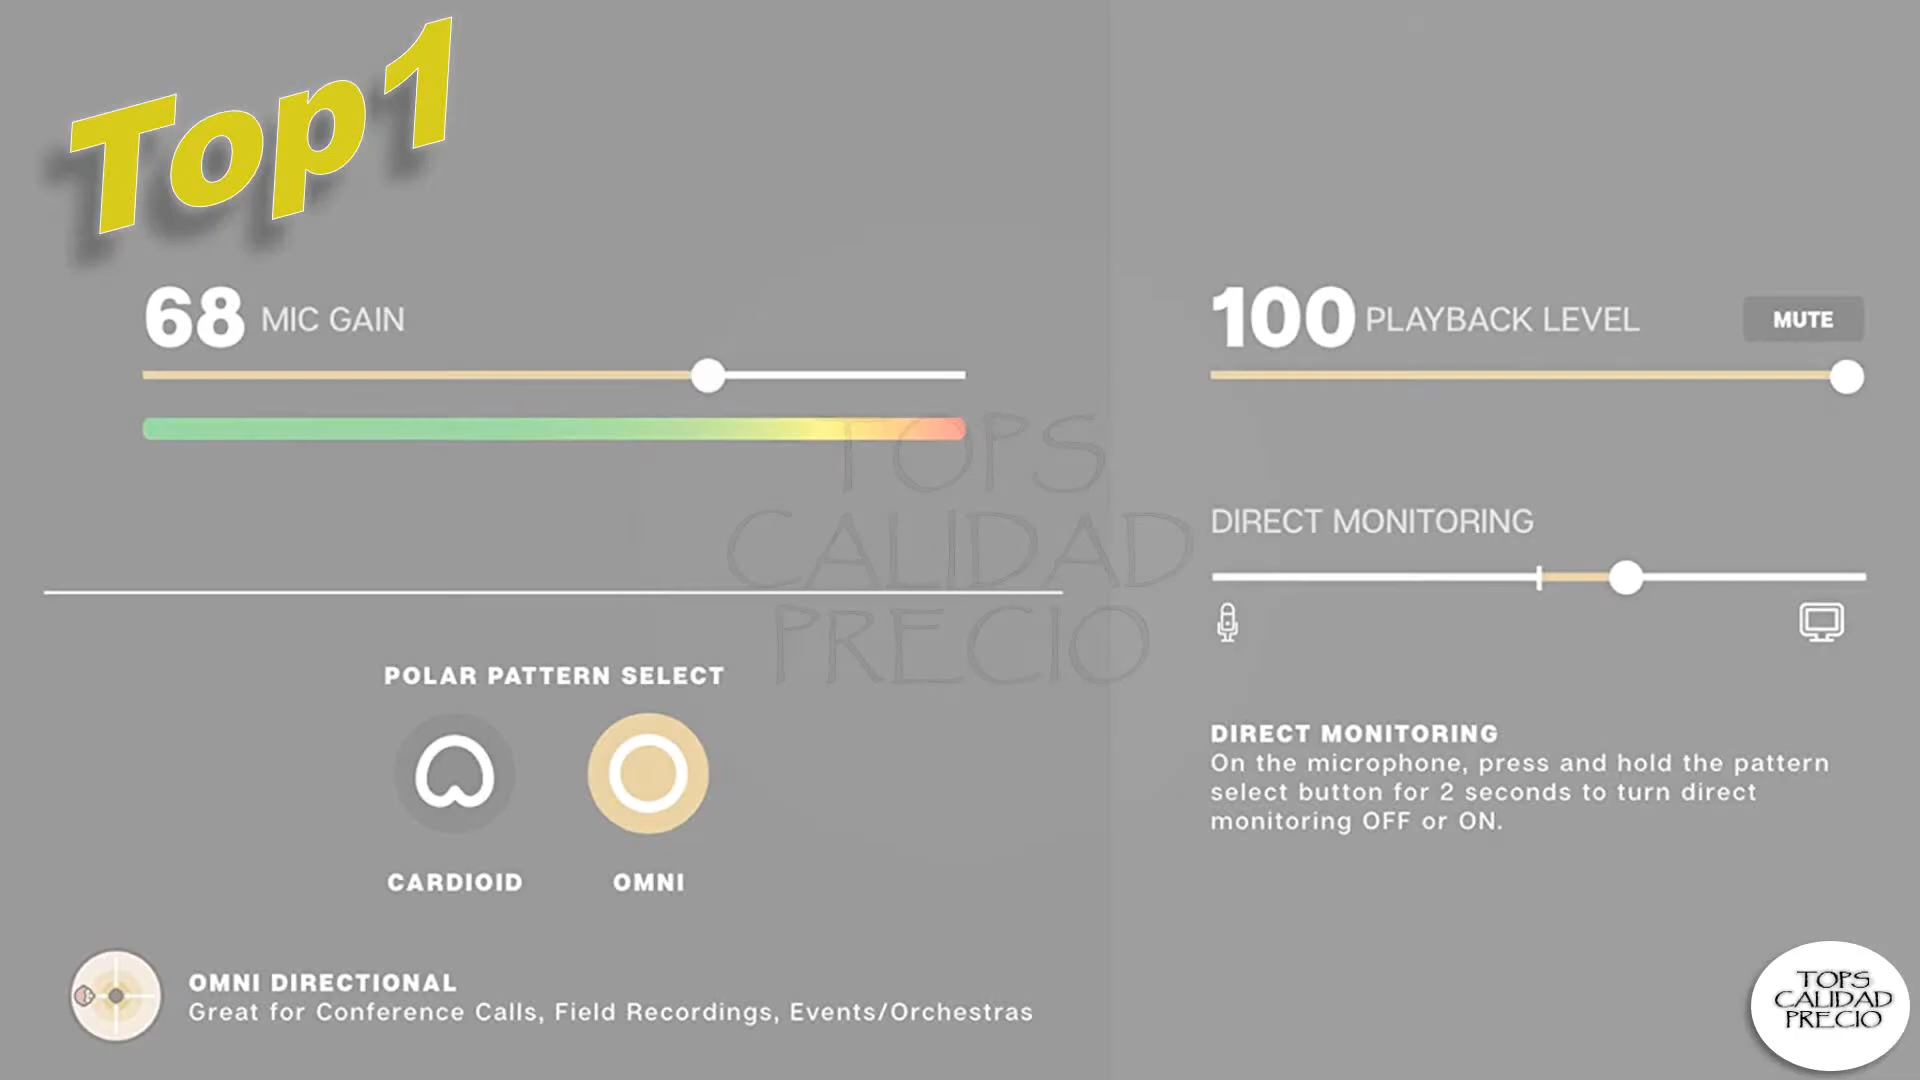 Top1
68 MIC GAIN
100 PLAYBACK LEVEL
MUTE
TOPS
CALIDAD
PRECIO
DIRECT MONITORING
POLAR PATTERN SELECT
CARDIOID
OMNI
DIRECT MONITORING
On the microphone, press and hold the pattern
select button for 2 seconds to turn direct
monitoring OFF or ON.
OMNI DIRECTIONAL
Great for Conference Calls, Field Recordings, Events/Orchestras
TOPS
CALIDAD
PRECIO